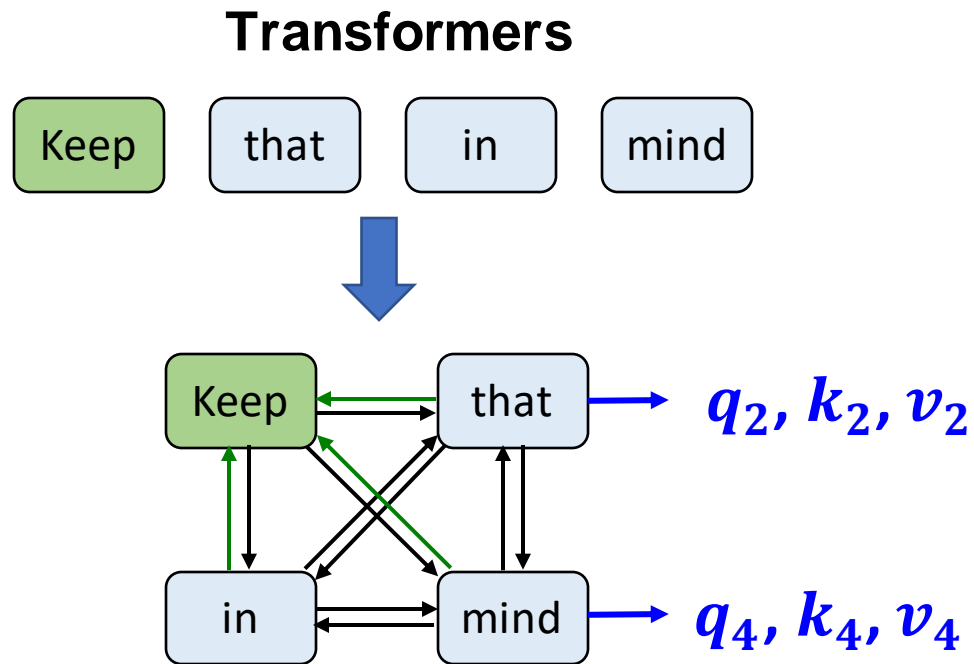 Transformers
Keep that in mind
Keep that q₂, k₂, v₂
in mind q₄, k₄, v₄